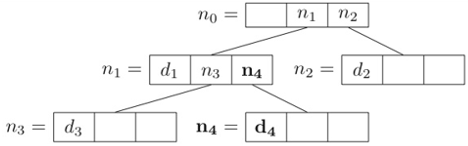 n₀ = n₁ n₂
n₁ = d₁ n₃ n₄ n₂ = d₂
n₃ = d₃ n₄ = d₄